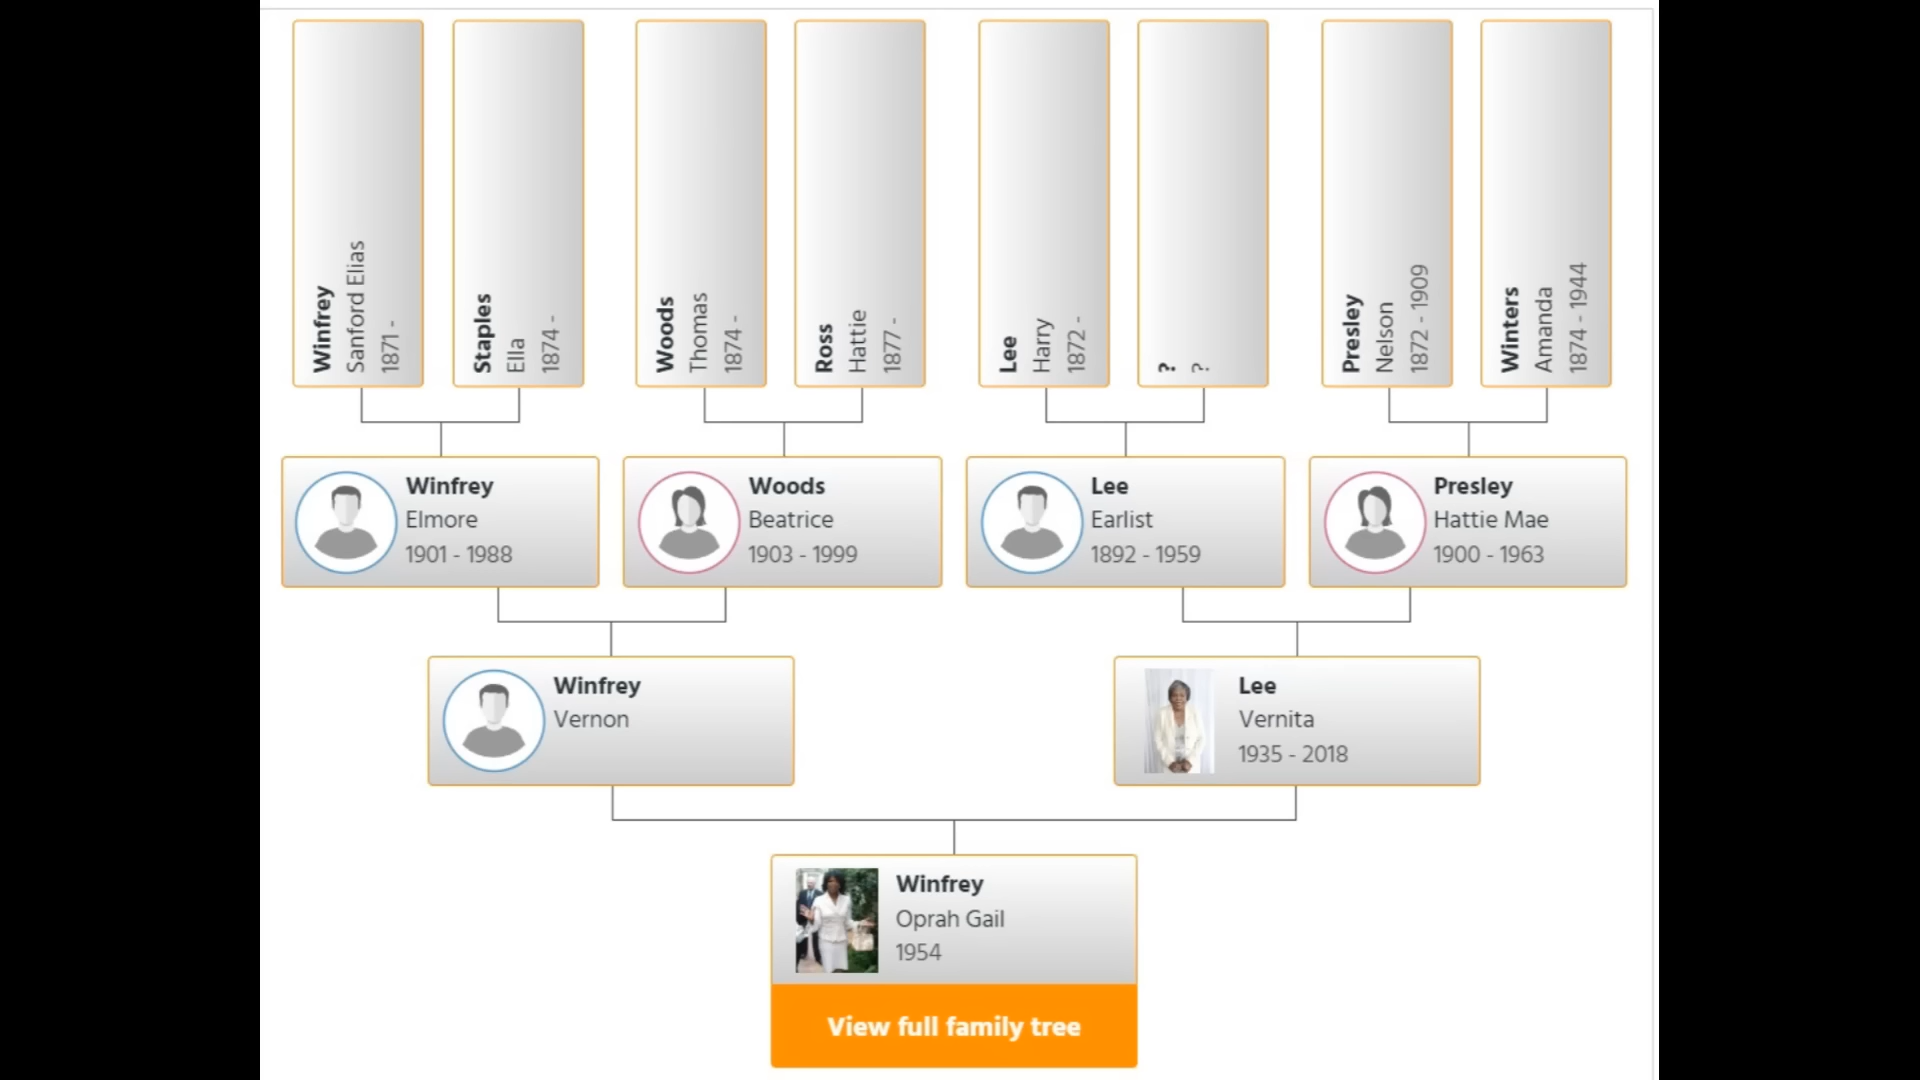 Winfrey
Sanford Elias
1871 -
Staples
Ella
1874 -
Woods
Thomas
1874 -
Ross
Hattie
1877 -
Lee
Harry
1872 -
?
?
Presley
Nelson
1872 - 1909
Winters
Amanda
1874 - 1944
Winfrey
Elmore
1901 - 1988
Woods
Beatrice
1903 - 1999
Lee
Earlist
1892 - 1959
Presley
Hattie Mae
1900 - 1963
Winfrey
Vernon
Lee
Vernita
1935 - 2018
Winfrey
Oprah Gail
1954
View full family tree